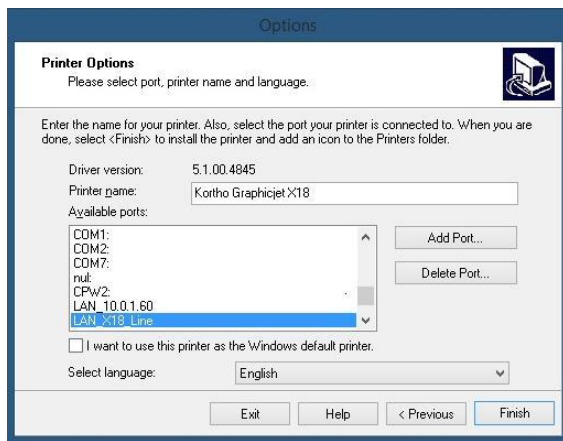 Options
Printer Options
Please select port, printer name and language.
Enter the name for your printer. Also, select the port your printer is connected to. When you are
done, select <Finish> to install the printer and add an icon to the Printers folder.
Driver version: 5.1.00.4845
Printer name: Kortho Graphicjet X18
Available ports:
COM1:
COM2:
COM7:
nul:
CPW2:
LAN_10.0.1.60
LAN_X18_Line
Add Port...
Delete Port...
I want to use this printer as the Windows default printer.
Select language: English
Exit Help < Previous Finish